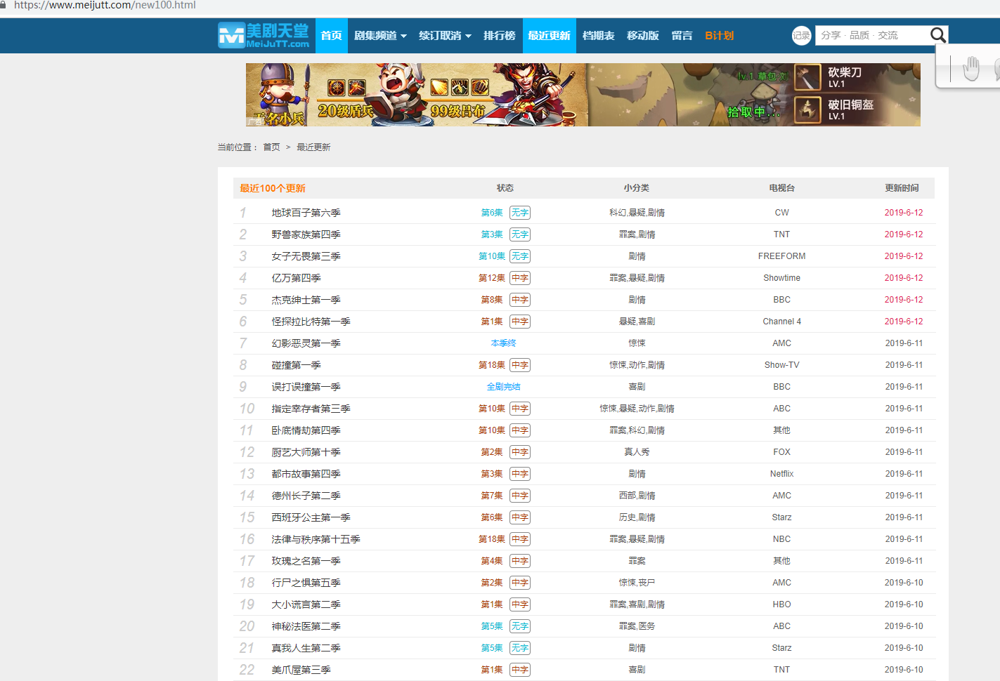 https://www.meijutt.com/new100.html
美剧天堂 MeiJuTT.com 首页 剧集频道 续订取消 排行榜 最近更新 档期表 移动版 留言 B计划 记录 分享 · 品质 · 交流
无名小兵 20级盾兵 99级吕布 lv.1 草包·刘 拾取中... 砍柴刀 LV.1
破旧铜盔 LV.1
广告
当前位置： 首页 > 最近更新
最近100个更新 状态 小分类 电视台 更新时间
1 地球百子第六季 第6集 无字 科幻,悬疑,剧情 CW 2019-6-12
2 野兽家族第四季 第3集 无字 罪案,剧情 TNT 2019-6-12
3 女子无畏第三季 第10集 无字 剧情 FREEFORM 2019-6-12
4 亿万第四季 第12集 中字 罪案,悬疑,剧情 Showtime 2019-6-12
5 杰克绅士第一季 第8集 中字 剧情 BBC 2019-6-12
6 怪探拉比特第一季 第1集 中字 悬疑,喜剧 Channel 4 2019-6-12
7 幻影恶灵第一季 本季终 惊悚 AMC 2019-6-11
8 碰撞第一季 第18集 中字 惊悚,动作,剧情 Show-TV 2019-6-11
9 误打误撞第一季 全剧完结 喜剧 BBC 2019-6-11
10 指定幸存者第三季 第10集 中字 惊悚,悬疑,动作,剧情 ABC 2019-6-11
11 卧底情劫第四季 第10集 中字 罪案,科幻,剧情 其他 2019-6-11
12 厨艺大师第十季 第2集 中字 真人秀 FOX 2019-6-11
13 都市故事第四季 第3集 中字 剧情 Netflix 2019-6-11
14 德州长子第二季 第7集 中字 西部,剧情 AMC 2019-6-11
15 西班牙公主第一季 第6集 中字 历史,剧情 Starz 2019-6-11
16 法律与秩序第十五季 第18集 中字 罪案,悬疑,剧情 NBC 2019-6-11
17 玫瑰之名第一季 第4集 中字 罪案 其他 2019-6-11
18 行尸之惧第五季 第2集 中字 惊悚,丧尸 AMC 2019-6-10
19 大小谎言第二季 第1集 中字 罪案,喜剧,剧情 HBO 2019-6-10
20 神秘法医第二季 第5集 无字 罪案,医务 ABC 2019-6-10
21 真我人生第二季 第5集 无字 剧情 Starz 2019-6-10
22 美爪屋第三季 第1集 中字 喜剧 TNT 2019-6-10